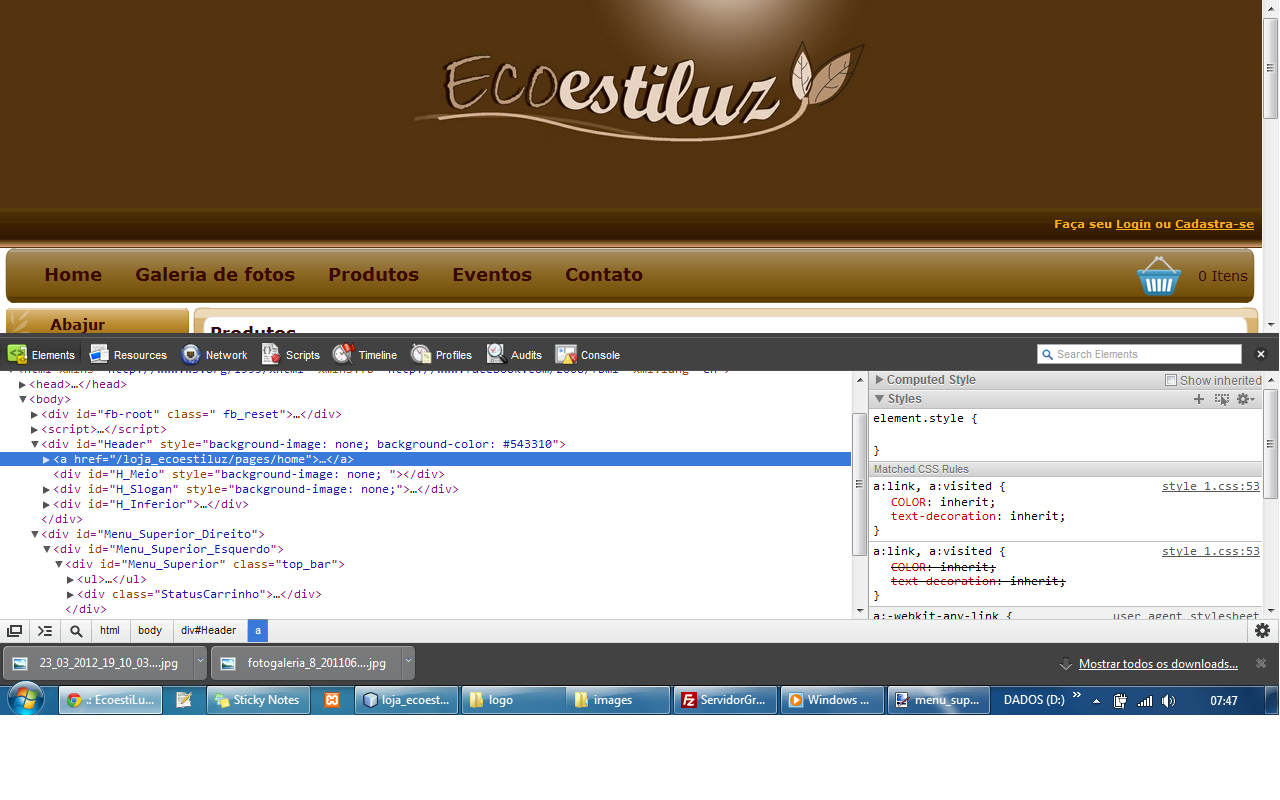 Ecoestiluz
Faça seu Login ou Cadastra-se
Home Galeria de fotos Produtos Eventos Contato 0 Itens
Abajur
Produtos
Elements Resources Network Scripts Timeline Profiles Audits Console Search Elements
<head>…</head>
<body>
<div id="fb-root" class=" fb_reset">…</div>
<script>…</script>
<div id="Header" style="background-image: none; background-color: #543310">
<a href="/loja_ecoestiluz/pages/home">…</a>
<div id="H_Meio" style="background-image: none; "></div>
<div id="H_Slogan" style="background-image: none;">…</div>
<div id="H_Inferior">…</div>
</div>
<div id="Menu_Superior_Direito">
<div id="Menu_Superior_Esquerdo">
<div id="Menu_Superior" class="top_bar">
<ul>…</ul>
<div class="StatusCarrinho">…</div>
</div>
Computed Style Show inherited
Styles
element.style {
}
Matched CSS Rules
a:link, a:visited { style_1.css:53
COLOR: inherit;
text-decoration: inherit;
}
a:link, a:visited { style_1.css:53
COLOR: inherit;
text-decoration: inherit;
}
a:-webkit-any-link { user agent stylesheet
html body div#Header a
23_03_2012_19_10_03....jpg fotogaleria_8_201106....jpg Mostrar todos os downloads...
.: EcoestiLu... Sticky Notes loja_ecoest... logo images ServidorGr... Windows ... menu_sup... DADOS (D:) 07:47